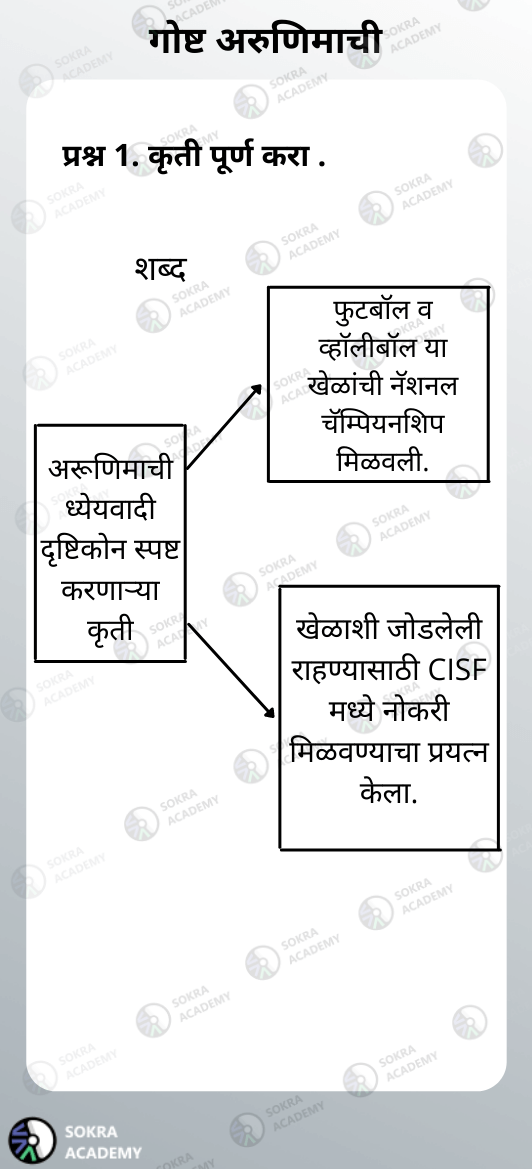 गोष्ट अरुणिमाची
प्रश्न 1. कृती पूर्ण करा .
शब्द
फुटबॉल व
व्हॉलीबॉल या
खेळांची नॅशनल
चॅम्पियनशिप
मिळवली.
अरूणिमाची
ध्येयवादी
दृष्टिकोन स्पष्ट
करणाऱ्या
कृती
खेळाशी जोडलेली
राहण्यासाठी CISF
मध्ये नोकरी
मिळवण्याचा प्रयत्न
केला.
SOKRA
ACADEMY